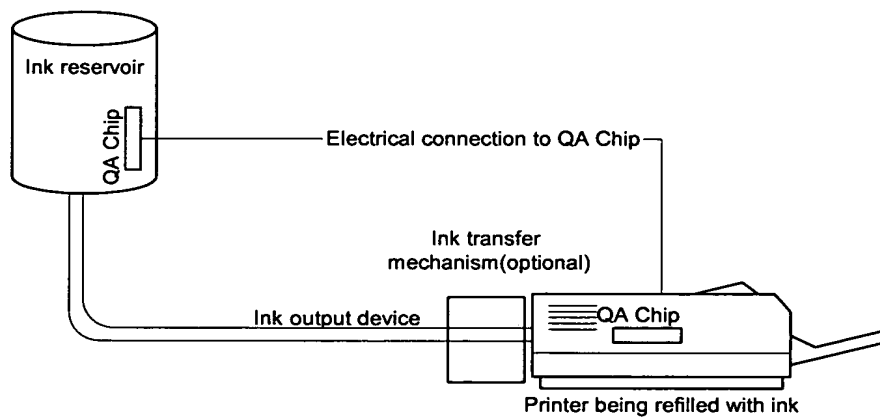 Ink reservoir
QA Chip
Electrical connection to QA Chip
Ink transfer
mechanism(optional)
Ink output device
QA Chip
Printer being refilled with ink